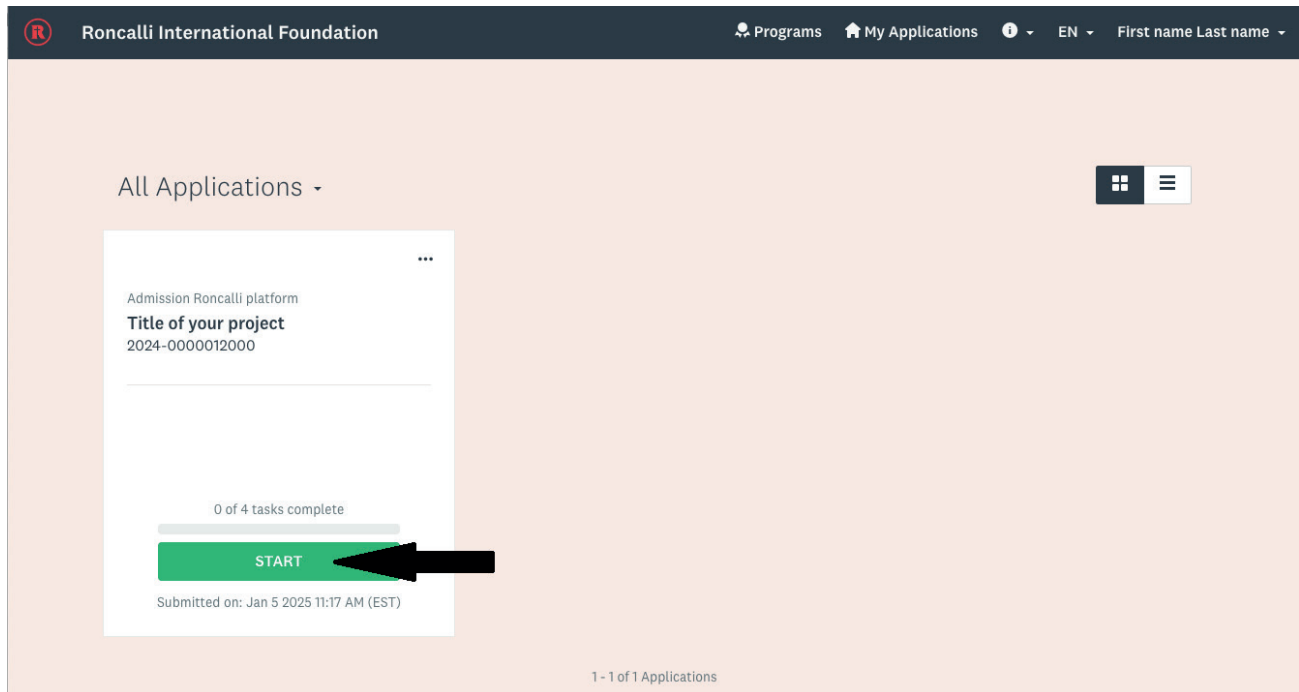 R Roncalli International Foundation Programs My Applications EN First name Last name
All Applications
Admission Roncalli platform
Title of your project
2024-0000012000
0 of 4 tasks complete
START
Submitted on: Jan 5 2025 11:17 AM (EST)
1 - 1 of 1 Applications